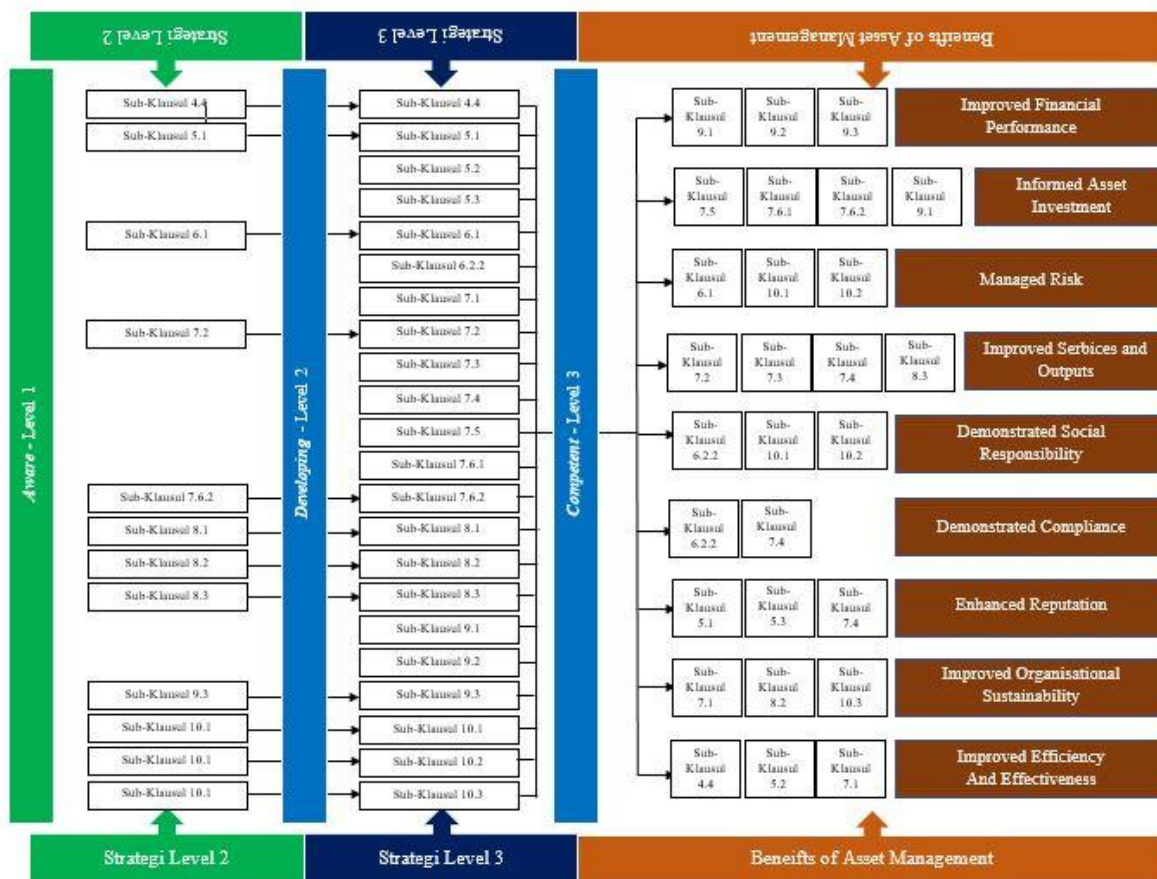 Strategi Level 2
Strategi Level 3
Benefits of Asset Management
Aware - Level 1
Sub-Klausul 4.4
Sub-Klausul 5.1
Sub-Klausul 6.1
Sub-Klausul 7.2
Sub-Klausul 7.6.2
Sub-Klausul 8.1
Sub-Klausul 8.2
Sub-Klausul 8.3
Sub-Klausul 9.3
Sub-Klausul 10.1
Sub-Klausul 10.1
Sub-Klausul 10.1
Developing - Level 2
Sub-Klausul 4.4
Sub-Klausul 5.1
Sub-Klausul 5.2
Sub-Klausul 5.3
Sub-Klausul 6.1
Sub-Klausul 6.2.2
Sub-Klausul 7.1
Sub-Klausul 7.2
Sub-Klausul 7.3
Sub-Klausul 7.4
Sub-Klausul 7.5
Sub-Klausul 7.6.1
Sub-Klausul 7.6.2
Sub-Klausul 8.1
Sub-Klausul 8.2
Sub-Klausul 8.3
Sub-Klausul 9.1
Sub-Klausul 9.2
Sub-Klausul 9.3
Sub-Klausul 10.1
Sub-Klausul 10.2
Sub-Klausul 10.3
Competent - Level 3
Sub-
Klausul
9.1
Sub-
Klausul
9.2
Sub-
Klausul
9.3
Improved Financial
Performance
Sub-
Klausul
7.5
Sub-
Klausul
7.6.1
Sub-
Klausul
7.6.2
Sub-
Klausul
9.1
Informed Asset
Investment
Sub-
Klausul
6.1
Sub-
Klausul
10.1
Sub-
Klausul
10.2
Managed Risk
Sub-
Klausul
7.2
Sub-
Klausul
7.3
Sub-
Klausul
7.4
Sub-
Klausul
8.3
Improved Serbices and
Outputs
Sub-
Klausul
6.2.2
Sub-
Klausul
10.1
Sub-
Klausul
10.2
Demonstrated Social
Responsibility
Sub-
Klausul
6.2.2
Sub-
Klausul
7.4
Demonstrated Compliance
Sub-
Klausul
5.1
Sub-
Klausul
5.3
Sub-
Klausul
7.4
Enhanced Reputation
Sub-
Klausul
7.1
Sub-
Klausul
8.2
Sub-
Klausul
10.3
Improved Organisational
Sustainability
Sub-
Klausul
4.4
Sub-
Klausul
5.2
Sub-
Klausul
7.1
Improved Efficiency
And Effectiveness
Strategi Level 2
Strategi Level 3
Beneifts of Asset Management